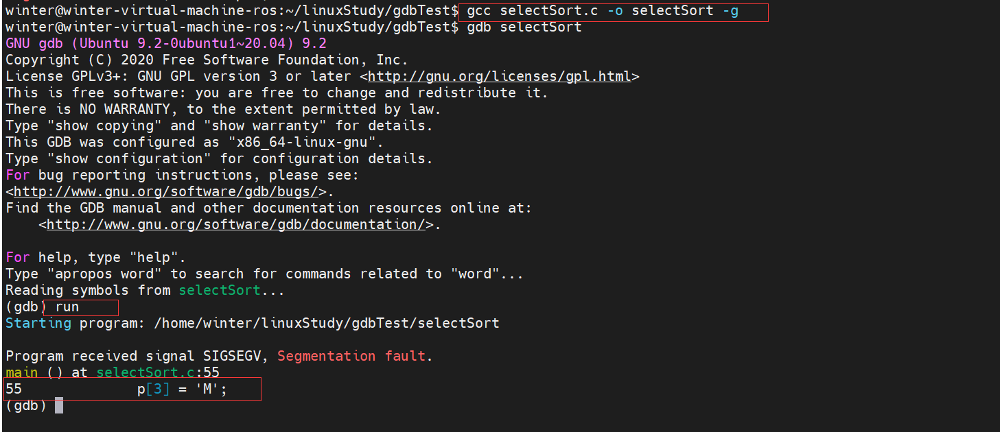 winter@winter-virtual-machine-ros:~/linuxStudy/gdbTest$ gcc selectSort.c -o selectSort -g
winter@winter-virtual-machine-ros:~/linuxStudy/gdbTest$ gdb selectSort
GNU gdb (Ubuntu 9.2-0ubuntu1~20.04) 9.2
Copyright (C) 2020 Free Software Foundation, Inc.
License GPLv3+: GNU GPL version 3 or later <http://gnu.org/licenses/gpl.html>
This is free software: you are free to change and redistribute it.
There is NO WARRANTY, to the extent permitted by law.
Type "show copying" and "show warranty" for details.
This GDB was configured as "x86_64-linux-gnu".
Type "show configuration" for configuration details.
For bug reporting instructions, please see:
<http://www.gnu.org/software/gdb/bugs/>.
Find the GDB manual and other documentation resources online at:
    <http://www.gnu.org/software/gdb/documentation/>.

For help, type "help".
Type "apropos word" to search for commands related to "word"...
Reading symbols from selectSort...
(gdb) run
Starting program: /home/winter/linuxStudy/gdbTest/selectSort

Program received signal SIGSEGV, Segmentation fault.
main () at selectSort.c:55
55              p[3] = 'M';
(gdb)